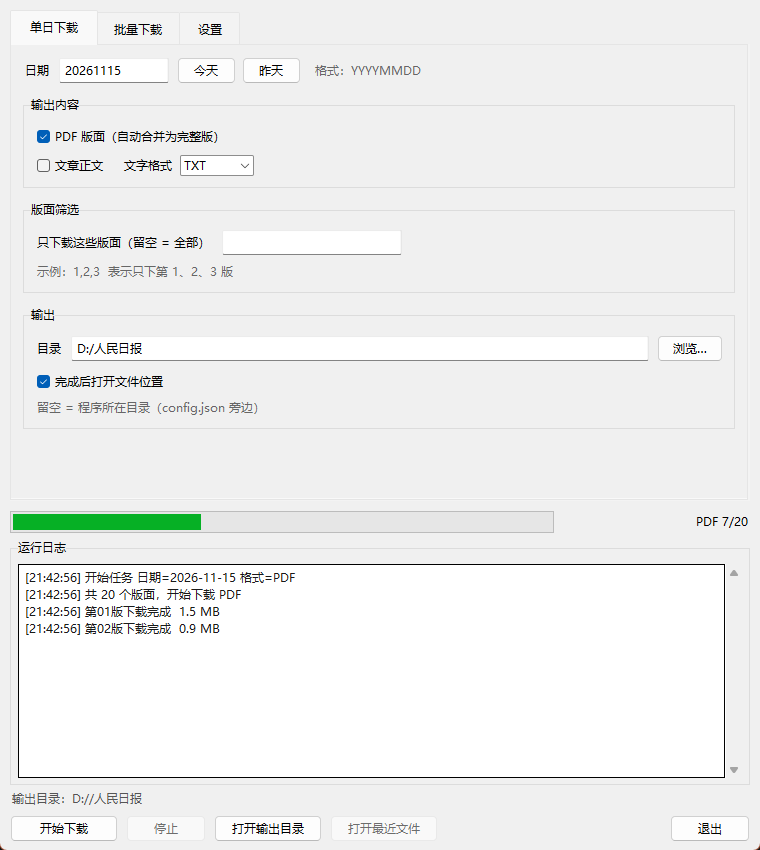 单日下载 批量下载 设置
日期 20261115 今天 昨天 格式：YYYYMMDD
输出内容
PDF 版面（自动合并为完整版）
文章正文 文字格式 TXT
版面筛选
只下载这些版面（留空 = 全部）
示例：1,2,3 表示只下第 1、2、3 版
输出
目录 D:/人民日报 浏览...
完成后打开文件位置
留空 = 程序所在目录（config.json 旁边）
PDF 7/20
运行日志
[21:42:56] 开始任务 日期=2026-11-15 格式=PDF
[21:42:56] 共 20 个版面，开始下载 PDF
[21:42:56] 第01版下载完成 1.5 MB
[21:42:56] 第02版下载完成 0.9 MB
输出目录：D://人民日报
开始下载 停止 打开输出目录 打开最近文件 退出